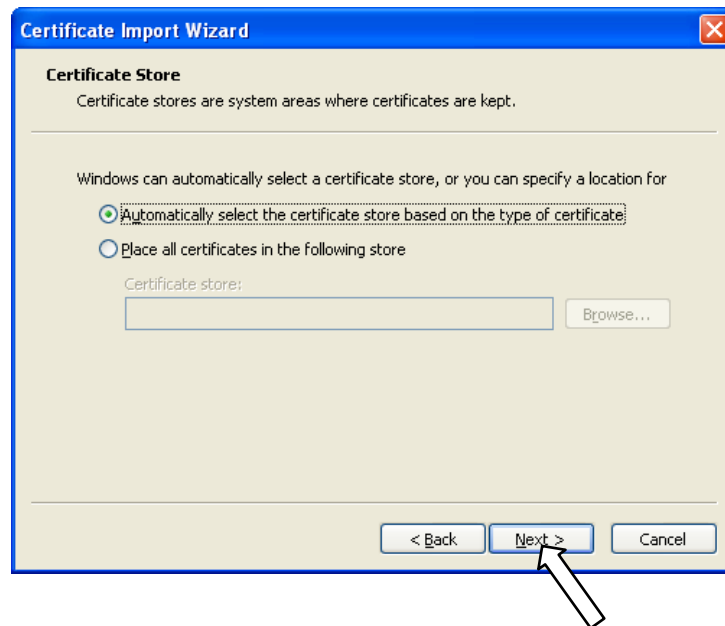 Certificate Import Wizard
Certificate Store
Certificate stores are system areas where certificates are kept.
Windows can automatically select a certificate store, or you can specify a location for
Automatically select the certificate store based on the type of certificate
Place all certificates in the following store
Certificate store:
Browse...
< Back Next > Cancel